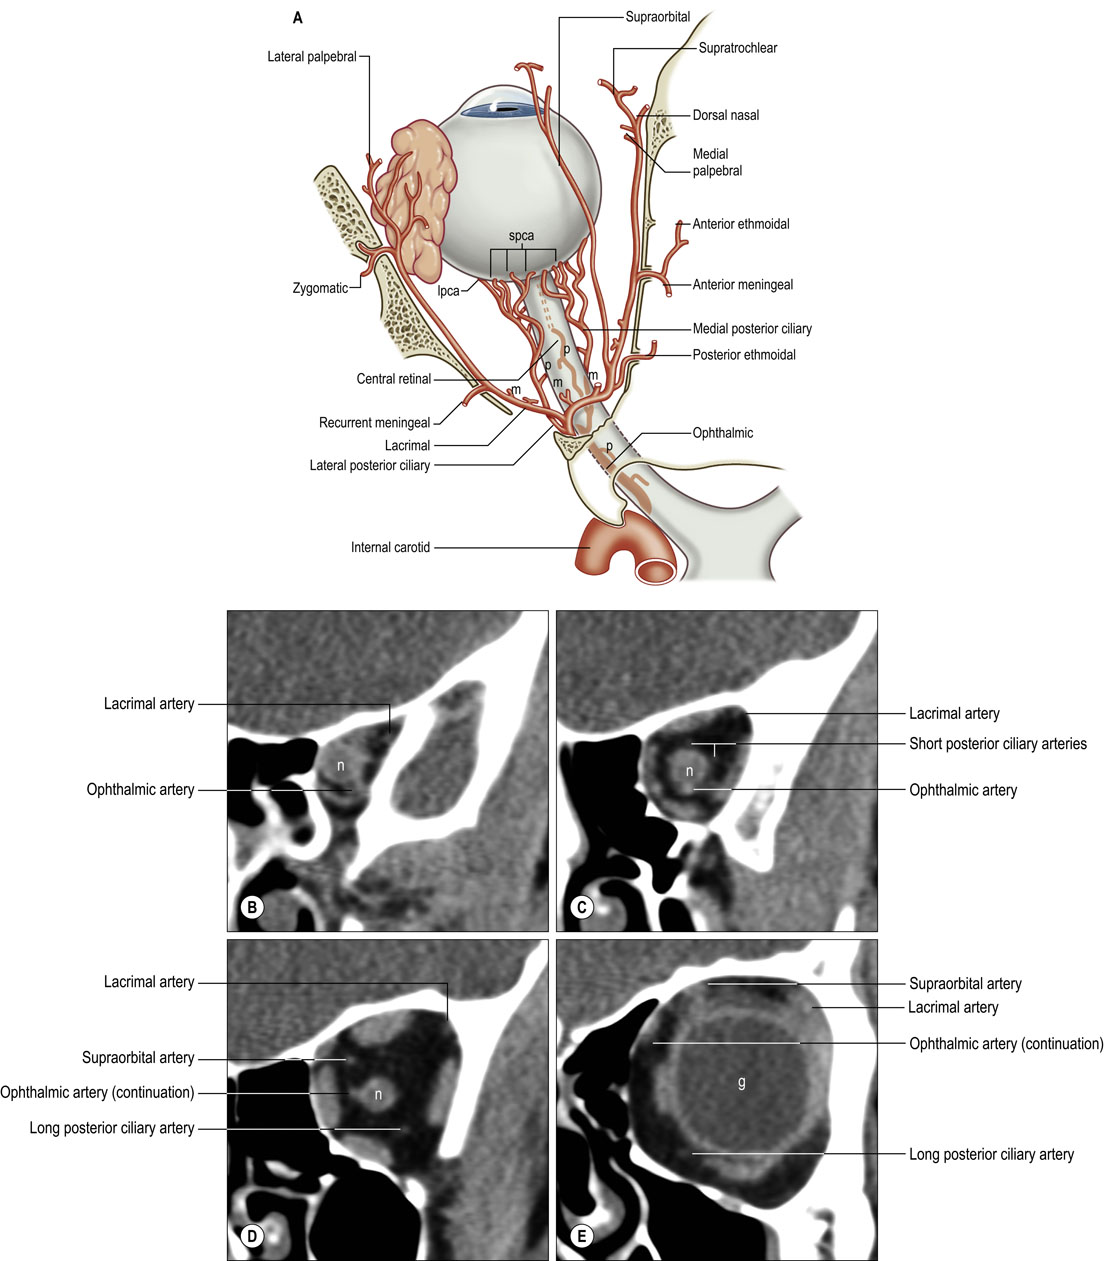 A
Supraorbital
Supratrochlear
Lateral palpebral
Dorsal nasal
Medial
palpebral
Anterior ethmoidal
spca
Zygomatic
lpca
Anterior meningeal
Medial posterior ciliary
p
Posterior ethmoidal
p
Central retinal
m
m
m
Recurrent meningeal
Ophthalmic
Lacrimal
p
Lateral posterior ciliary
Internal carotid
Lacrimal artery
n
Ophthalmic artery
B
Lacrimal artery
Short posterior ciliary arteries
n
Ophthalmic artery
C
Lacrimal artery
Supraorbital artery
Ophthalmic artery (continuation)
n
Long posterior ciliary artery
D
Supraorbital artery
Lacrimal artery
Ophthalmic artery (continuation)
g
Long posterior ciliary artery
E